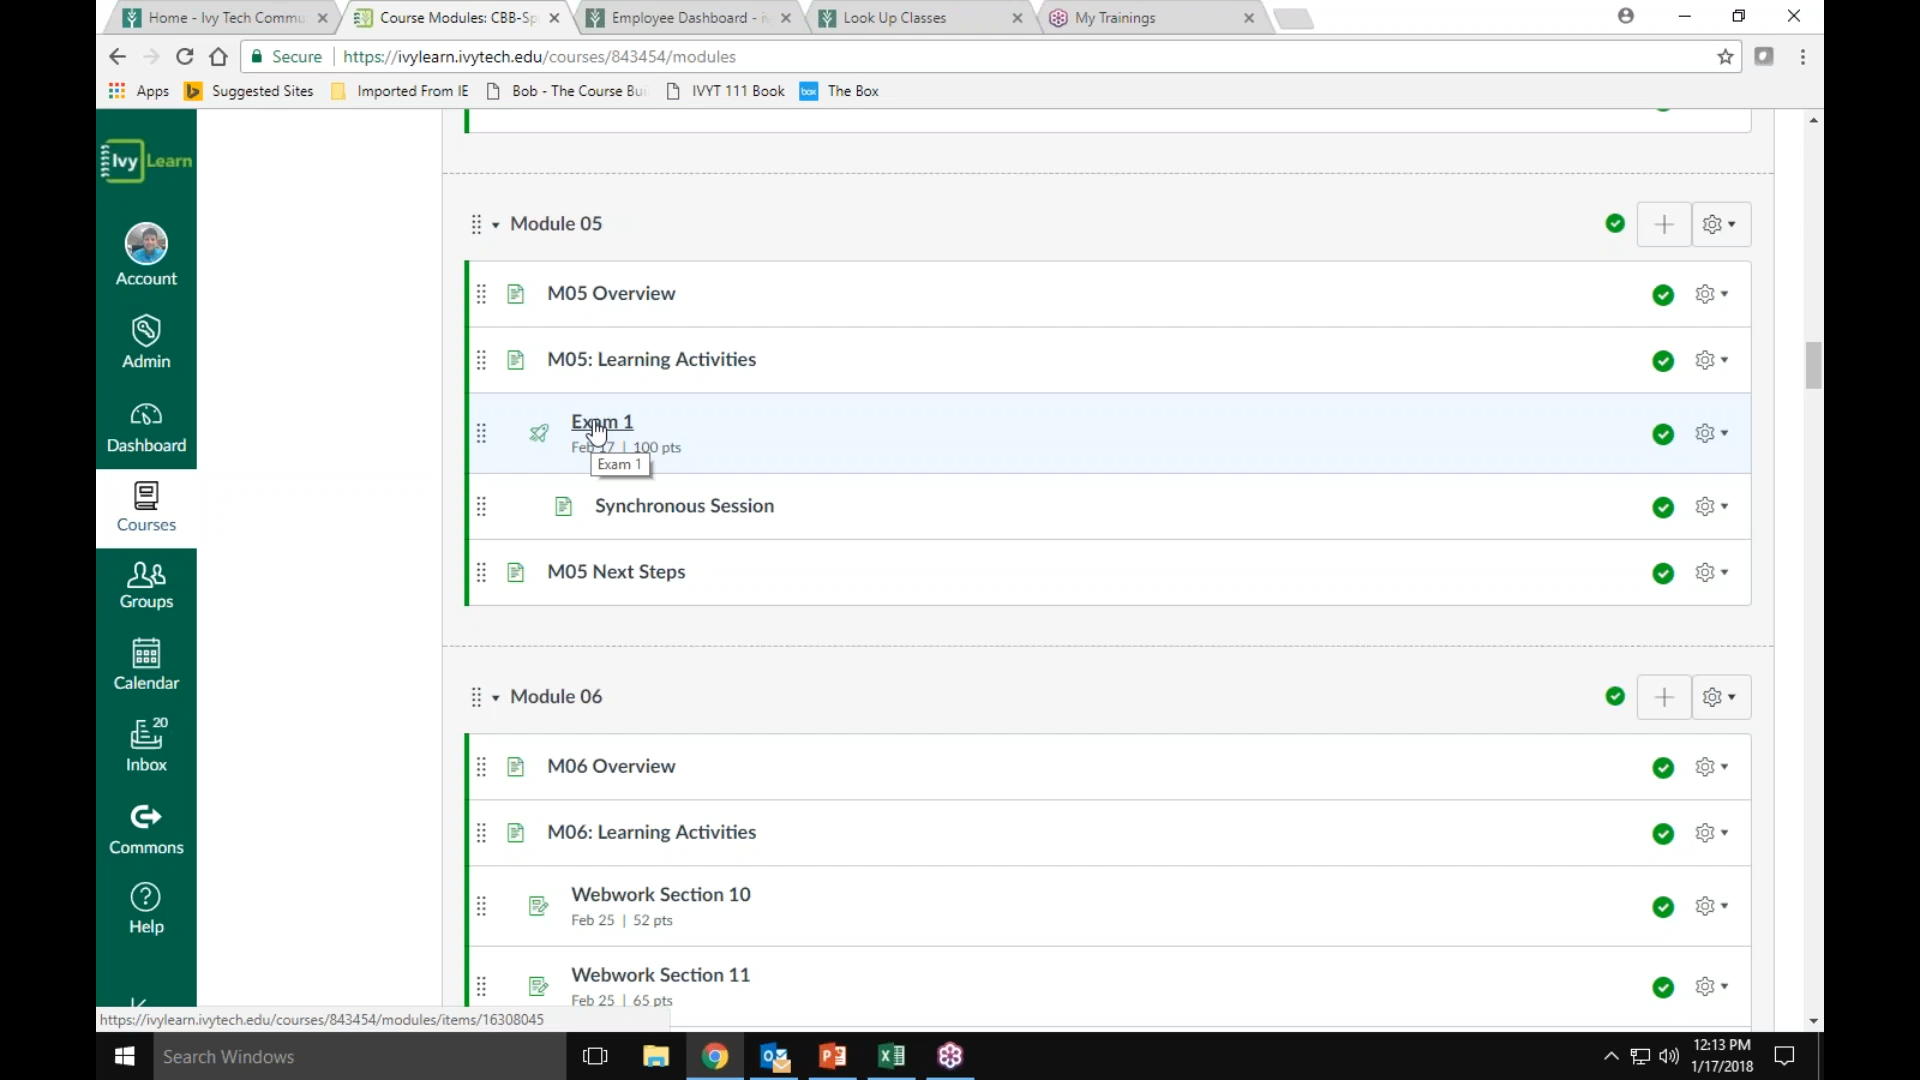 Home - Ivy Tech Commu
Course Modules: CBB-Sp
Employee Dashboard - iv
Look Up Classes
My Trainings
Secure
https://ivylearn.ivytech.edu/courses/843454/modules
Apps
Suggested Sites
Imported From IE
Bob - The Course Bui
IVYT 111 Book
box
The Box
Ivy Learn
Account
Admin
Dashboard
Courses
Groups
Calendar
20
Inbox
Commons
Help
Module 05
M05 Overview
M05: Learning Activities
Exam 1
Feb 17 | 100 pts
Exam 1
Synchronous Session
M05 Next Steps
Module 06
M06 Overview
M06: Learning Activities
Webwork Section 10
Feb 25 | 52 pts
Webwork Section 11
Feb 25 | 65 pts
https://ivylearn.ivytech.edu/courses/843454/modules/items/16308045
Search Windows
12:13 PM
1/17/2018